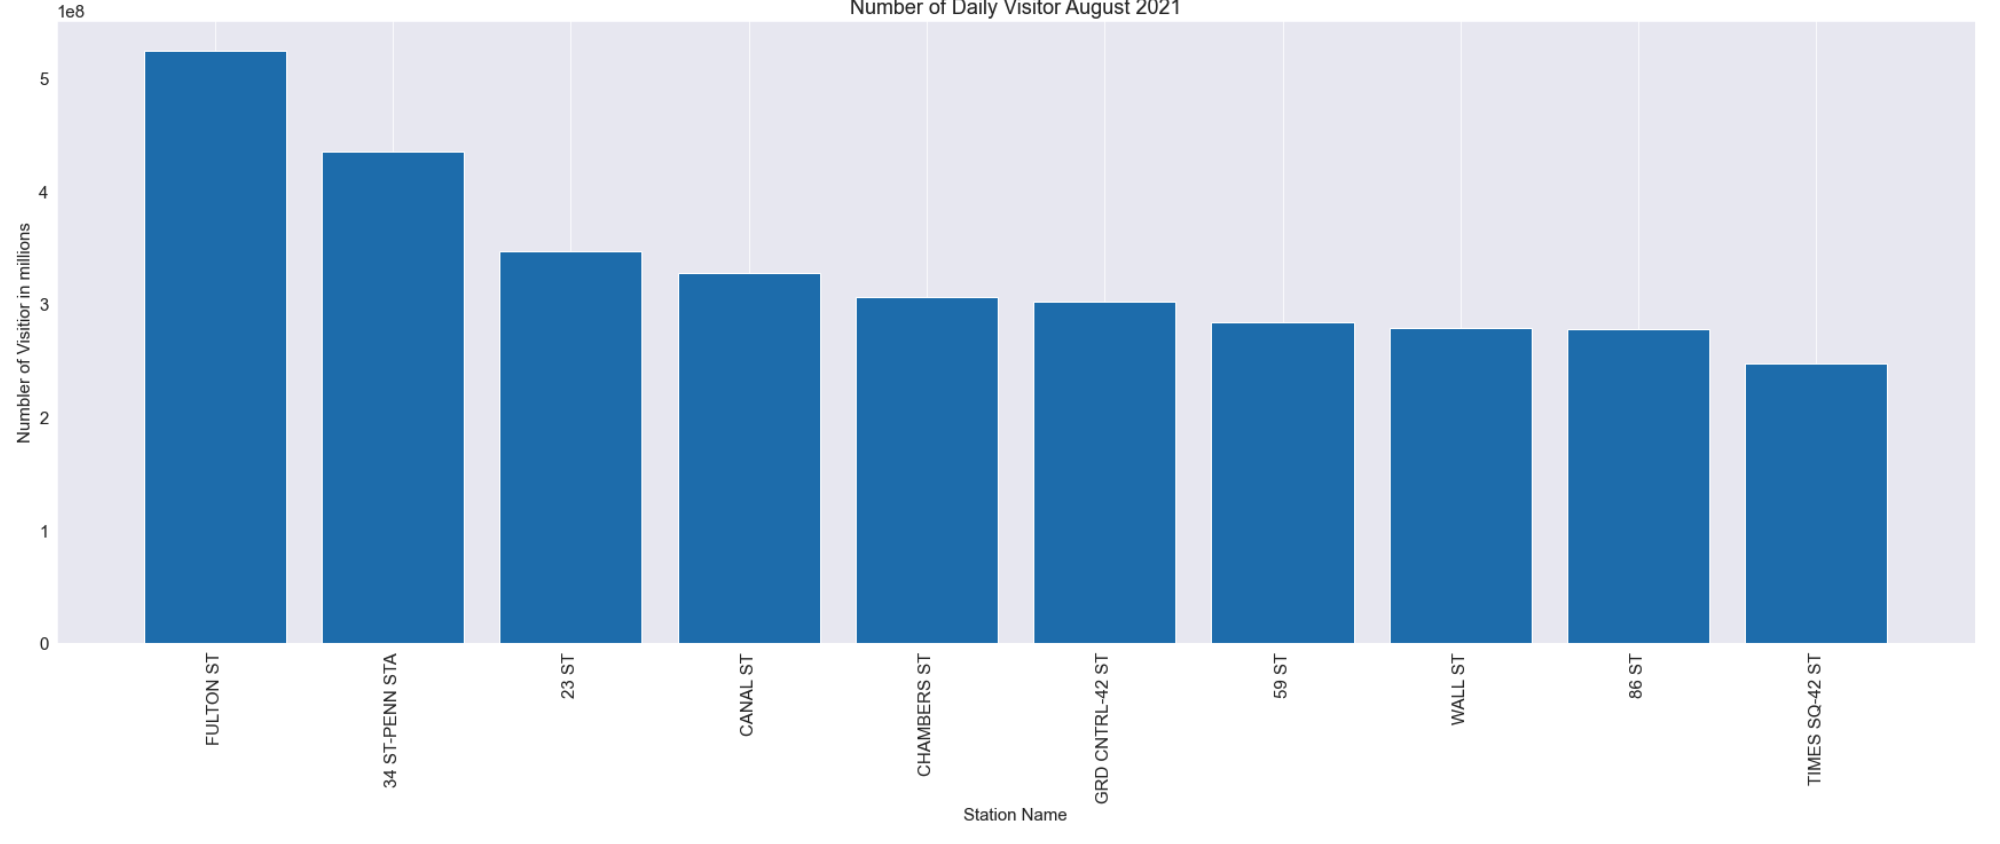 Number of Daily Visitor August 2021
1e8
5
4
3
2
1
0
Numbler of Visitior in millions
FULTON ST
34 ST-PENN STA
23 ST
CANAL ST
CHAMBERS ST
GRD CNTRL-42 ST
59 ST
WALL ST
86 ST
TIMES SQ-42 ST
Station Name